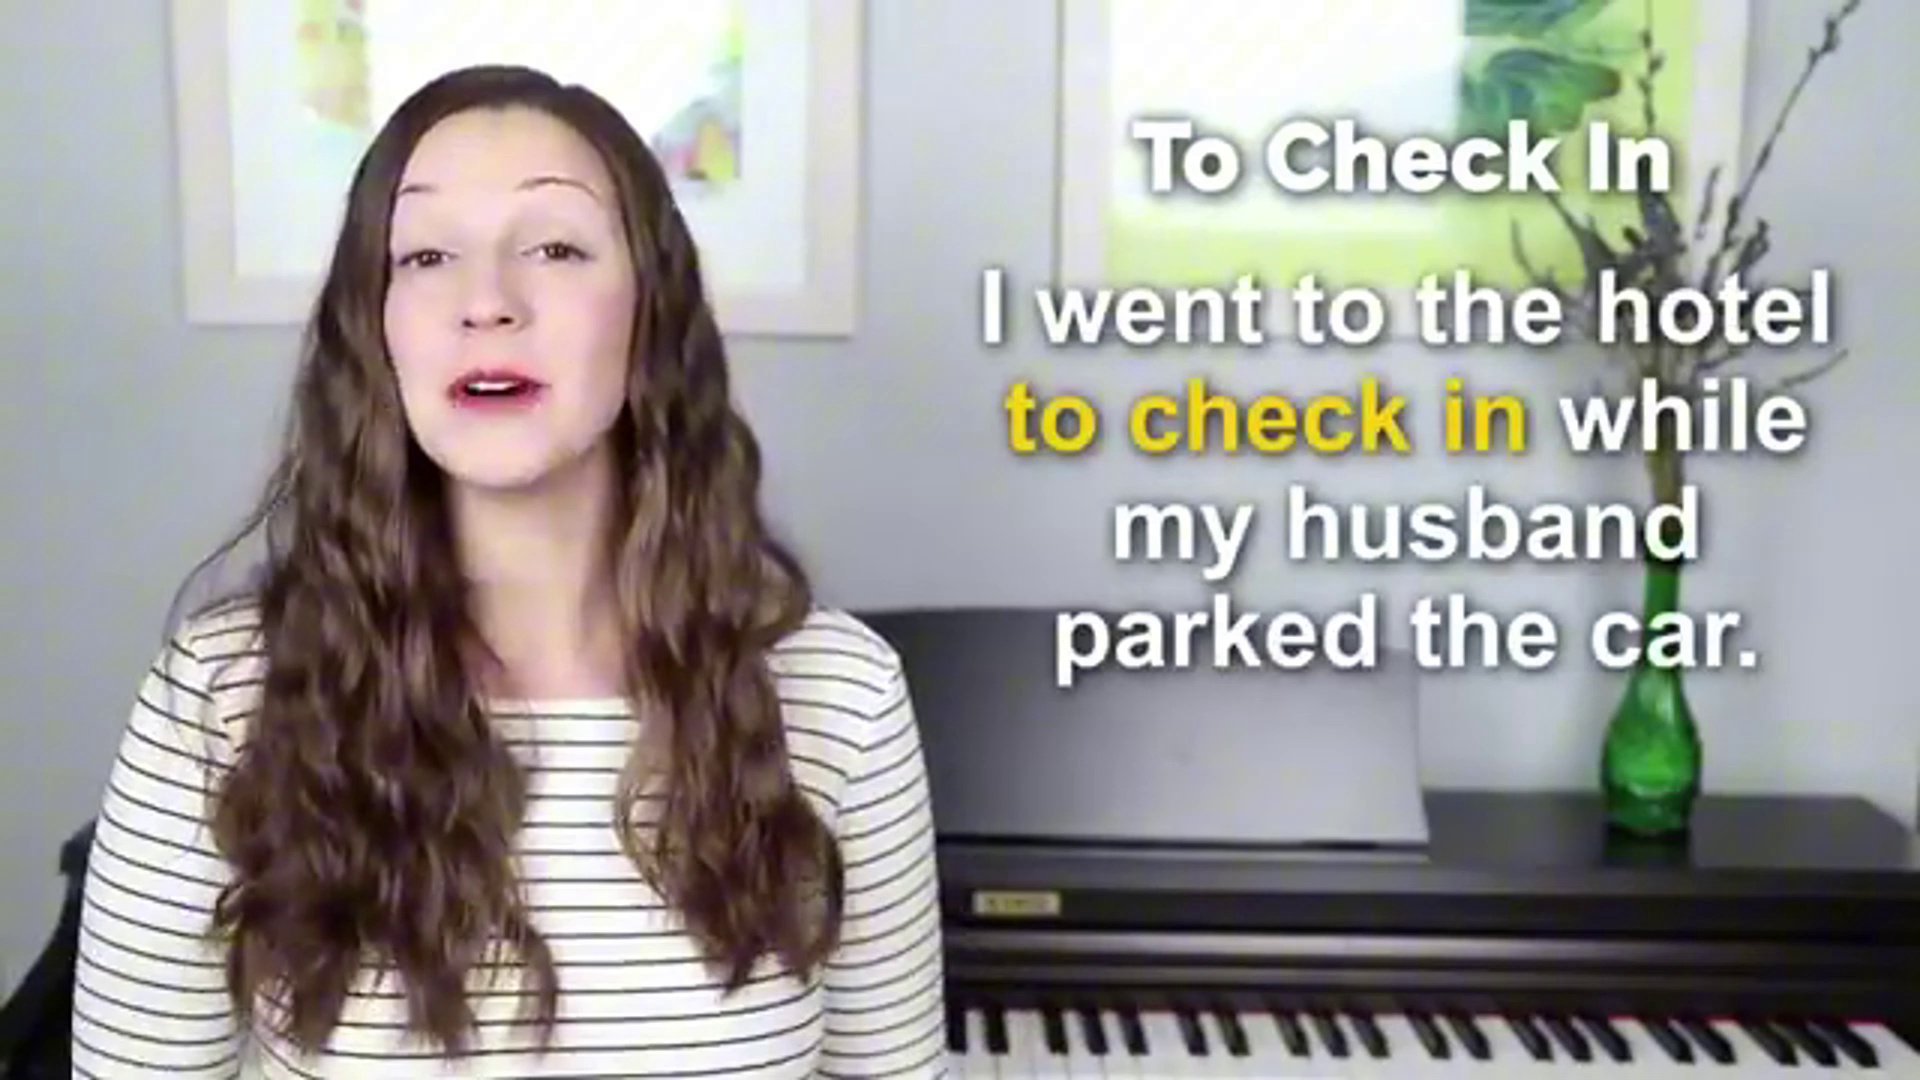 To Check In
I went to the hotel
to check in while
my husband
parked the car.